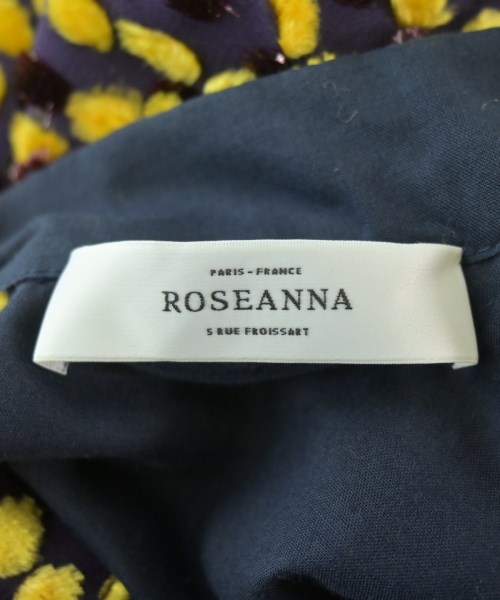 PARIS - FRANCE
ROSEANNA
5 RUE FROISSART